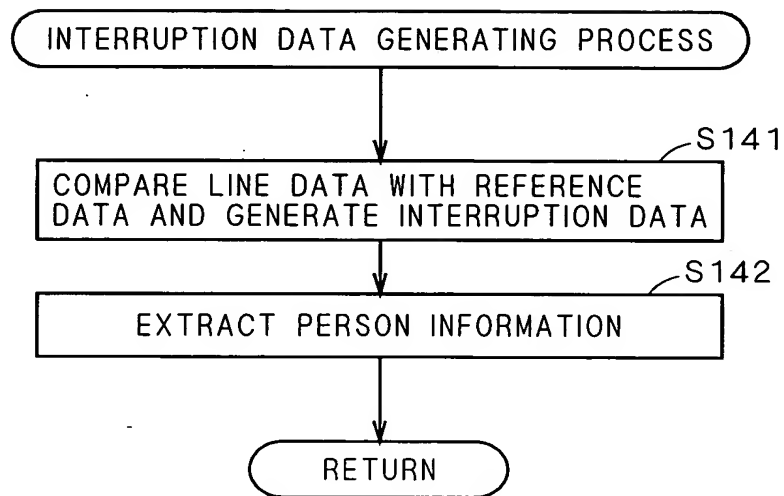 INTERRUPTION DATA GENERATING PROCESS
S141
COMPARE LINE DATA WITH REFERENCE
DATA AND GENERATE INTERRUPTION DATA
S142
EXTRACT PERSON INFORMATION
RETURN